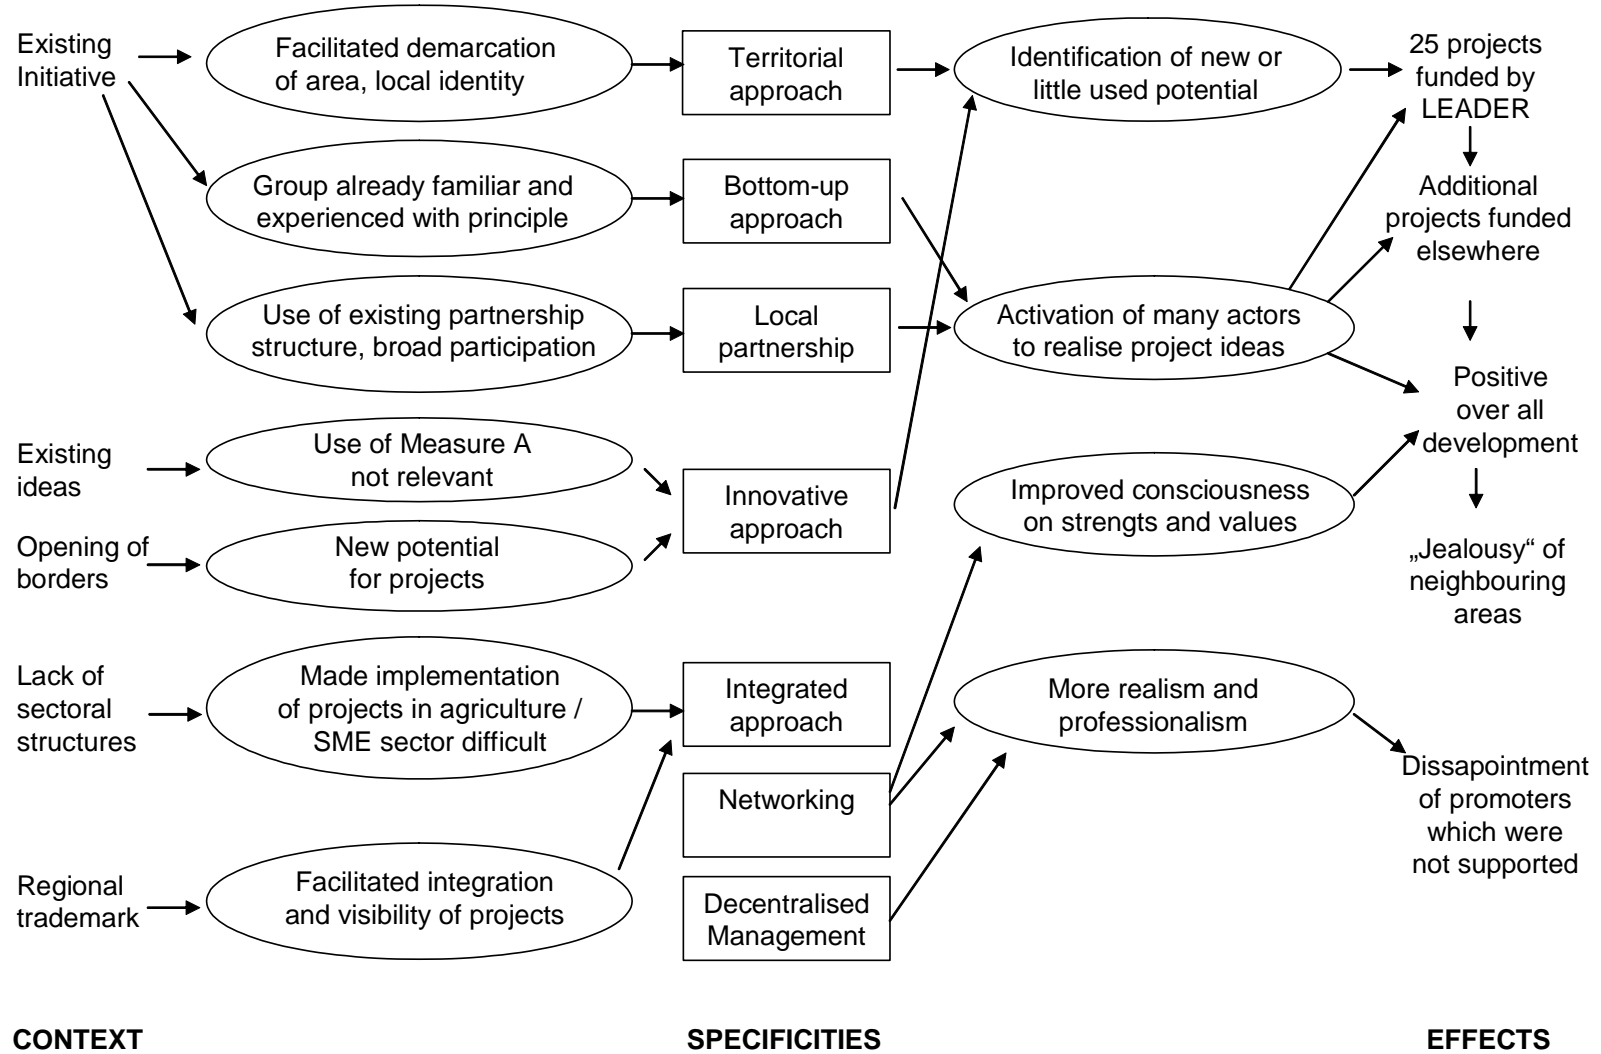 Existing
Initiative
Facilitated demarcation
of area, local identity
Territorial
approach
Identification of new or
little used potential
25 projects
funded by
LEADER
Group already familiar and
experienced with principle
Bottom-up
approach
Additional
projects funded
elsewhere
Use of existing partnership
structure, broad participation
Local
partnership
Activation of many actors
to realise project ideas
Positive
over all
development
Existing
ideas
Use of Measure A
not relevant
Innovative
approach
Improved consciousness
on strengts and values
Opening of
borders
New potential
for projects
„Jealousy“ of
neighbouring
areas
Lack of
sectoral
structures
Made implementation
of projects in agriculture /
SME sector difficult
Integrated
approach
More realism and
professionalism
Networking
Dissapointment
of promoters
which were
not supported
Regional
trademark
Facilitated integration
and visibility of projects
Decentralised
Management
CONTEXT
SPECIFICITIES
EFFECTS